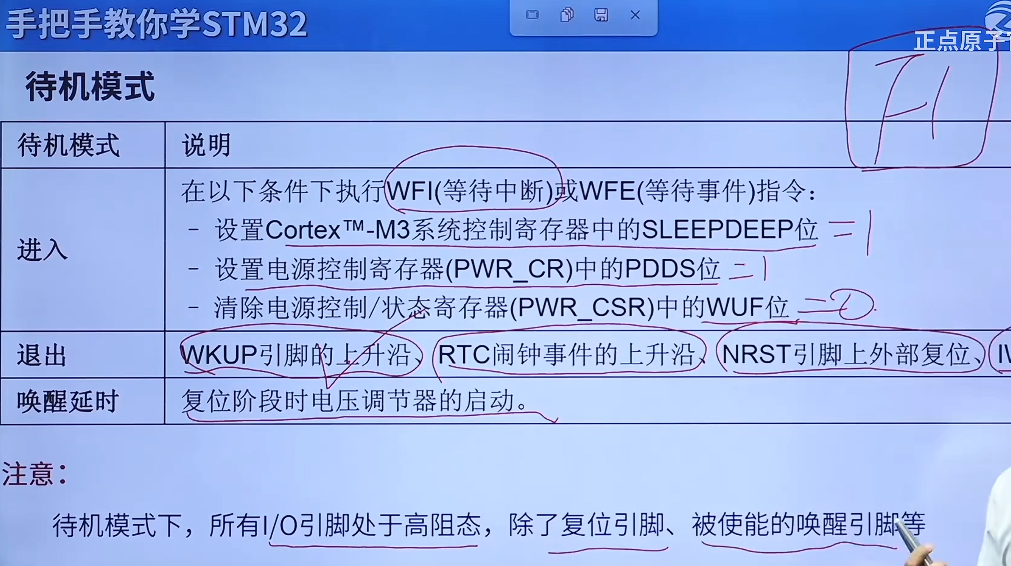 手把手教你学STM32
正点原子
待机模式
F1
待机模式 说明
进入
在以下条件下执行WFI(等待中断)或WFE(等待事件)指令：
- 设置Cortex™-M3系统控制寄存器中的SLEEPDEEP位 =1
- 设置电源控制寄存器(PWR_CR)中的PDDS位 =1
- 清除电源控制/状态寄存器(PWR_CSR)中的WUF位 =0
退出 WKUP引脚的上升沿、RTC闹钟事件的上升沿、NRST引脚上外部复位、IW
唤醒延时 复位阶段时电压调节器的启动。
注意：
待机模式下，所有I/O引脚处于高阻态，除了复位引脚、被使能的唤醒引脚等